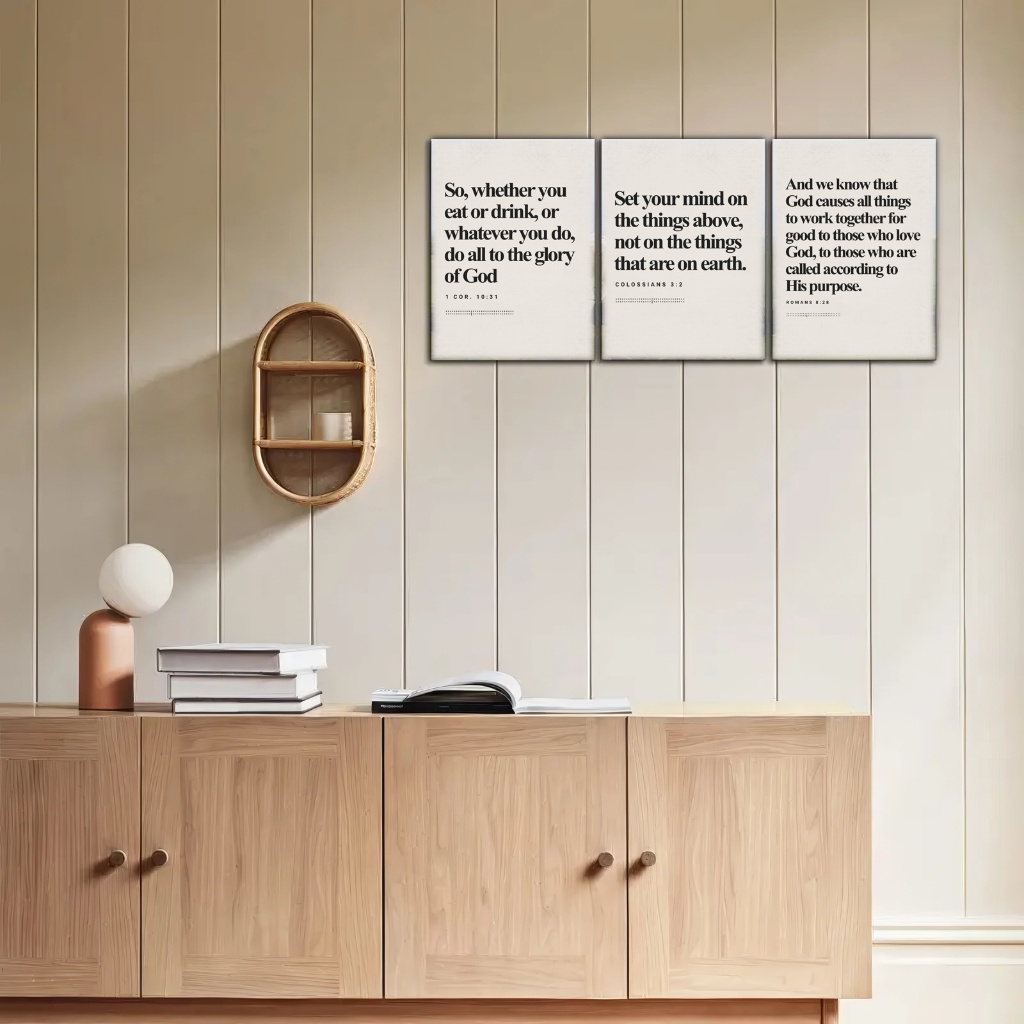 So, whether you
eat or drink, or
whatever you do,
do all to the glory
of God
1 COR. 10:31
Set your mind on
the things above,
not on the things
that are on earth.
COLOSSIANS 3:2
And we know that
God causes all things
to work together for
good to those who love
God, to those who are
called according to
His purpose.
ROMANS 8:28